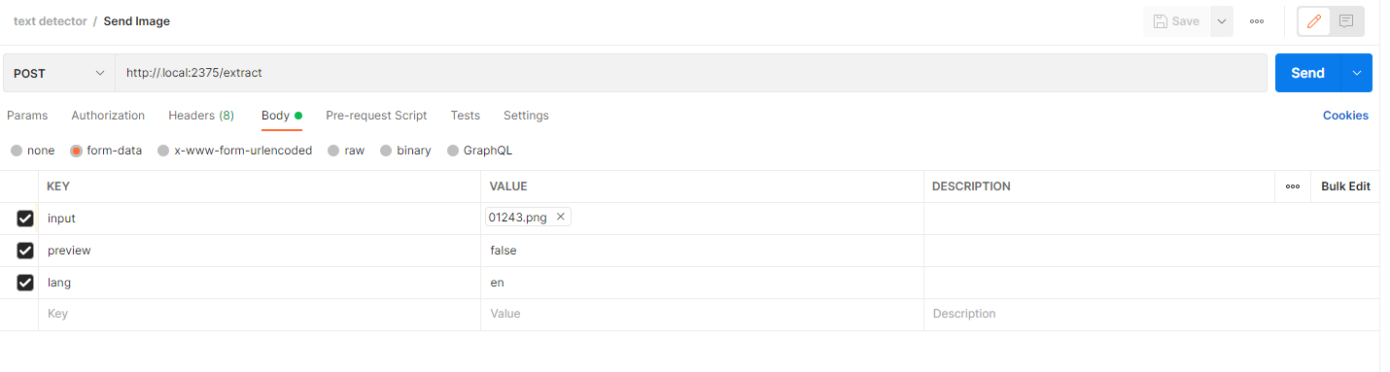 text detector / Send Image
Save
POST http://.local:2375/extract Send
Params Authorization Headers (8) Body Pre-request Script Tests Settings Cookies
none form-data x-www-form-urlencoded raw binary GraphQL
KEY VALUE DESCRIPTION Bulk Edit
input 01243.png
preview false
lang en
Key Value Description